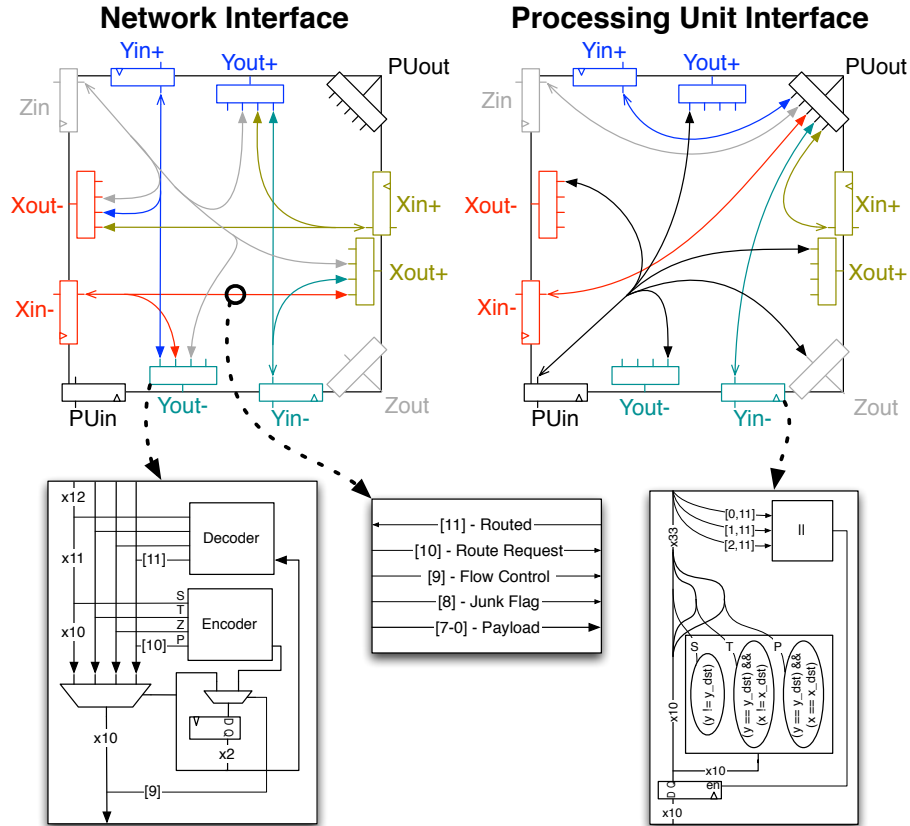 Network Interface
Processing Unit Interface
Yin+
Yout+
PUout
Zin
Xout-
Xin+
Xout+
Xin-
PUin
Yout-
Yin-
Zout
Yin+
Yout+
PUout
Zin
Xout-
Xin+
Xout+
Xin-
PUin
Yout-
Yin-
Zout
x12
x11
x10
Decoder
[11]
S
T
Z
P
Encoder
[10]
D Q
x2
x10
[9]
[11] - Routed
[10] - Route Request
[9] - Flow Control
[8] - Junk Flag
[7-0] - Payload
x33
[0,11]
[1,11]
[2,11]
||
S
T
P
(y != y_dst)
(y == y_dst) &&
(x != x_dst)
(y == y_dst) &&
(x == x_dst)
x10
x10
D Q
en
x10